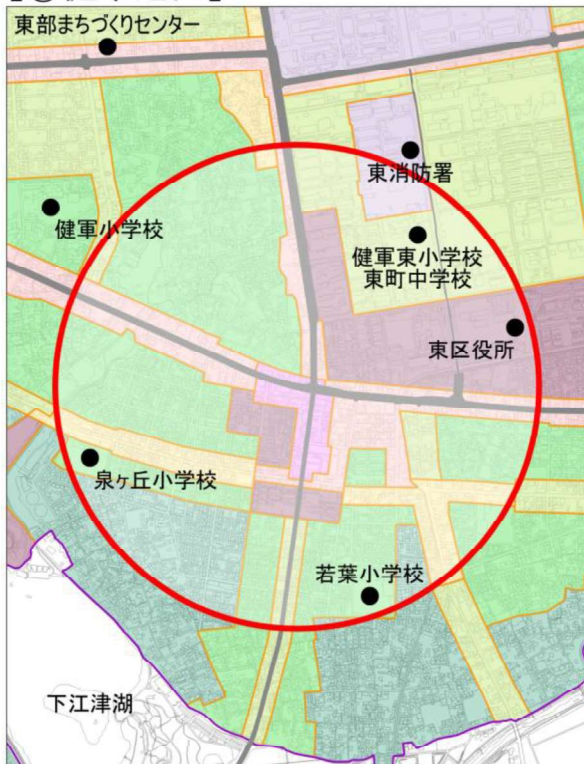 東部まちづくりセンター
東消防署
健軍小学校
健軍東小学校
東町中学校
東区役所
泉ヶ丘小学校
若葉小学校
下江津湖